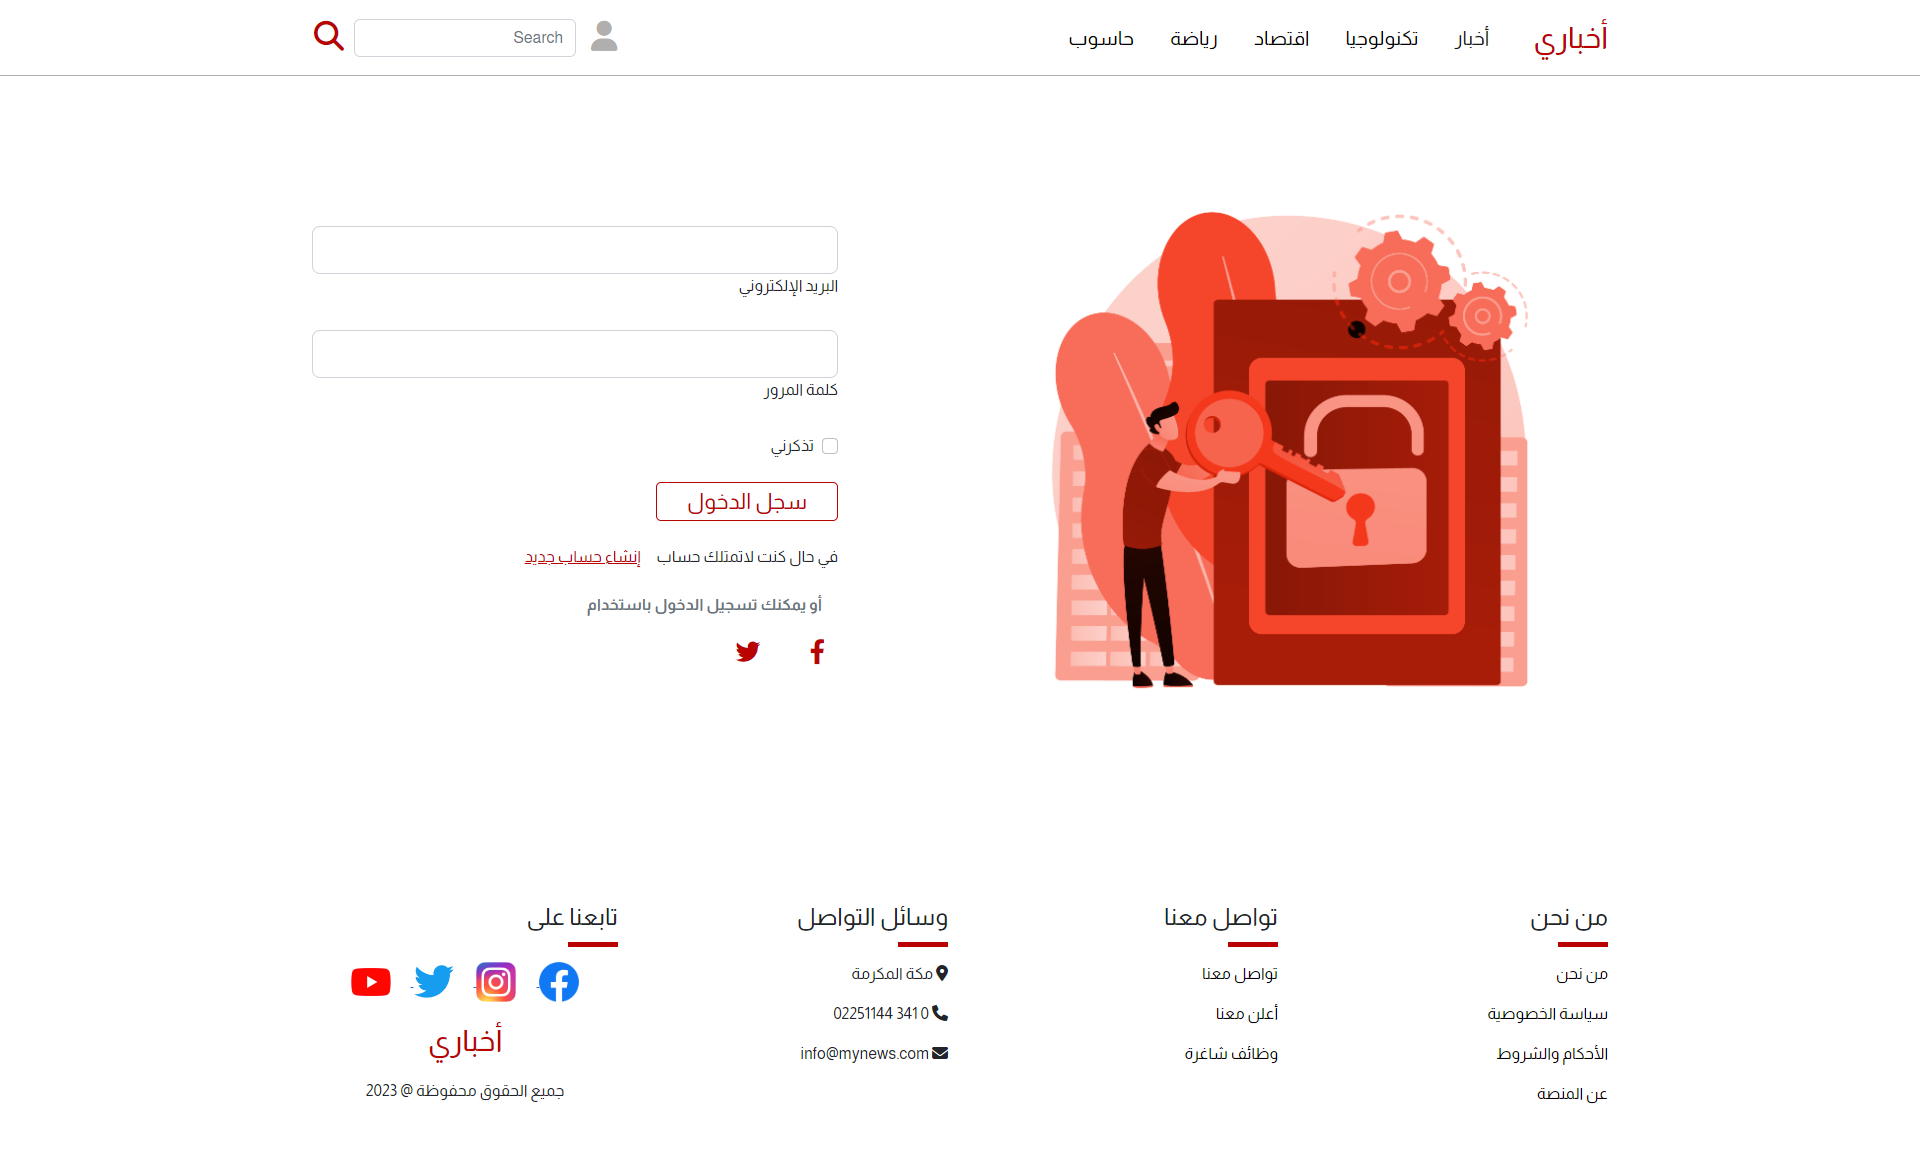 أخباري
أخبار
تكنولوجيا
اقتصاد
رياضة
حاسوب
Search
البريد الإلكتروني
كلمة المرور
تذكرني
سجل الدخول
في حال كنت لاتمتلك حساب إنشاء حساب جديد
أو يمكنك تسجيل الدخول باستخدام
من نحن
من نحن
سياسة الخصوصية
الأحكام والشروط
عن المنصة
تواصل معنا
تواصل معنا
أعلن معنا
وظائف شاغرة
وسائل التواصل
مكة المكرمة
02251144 3410
info@mynews.com
تابعنا على
أخباري
جميع الحقوق محفوظة @ 2023